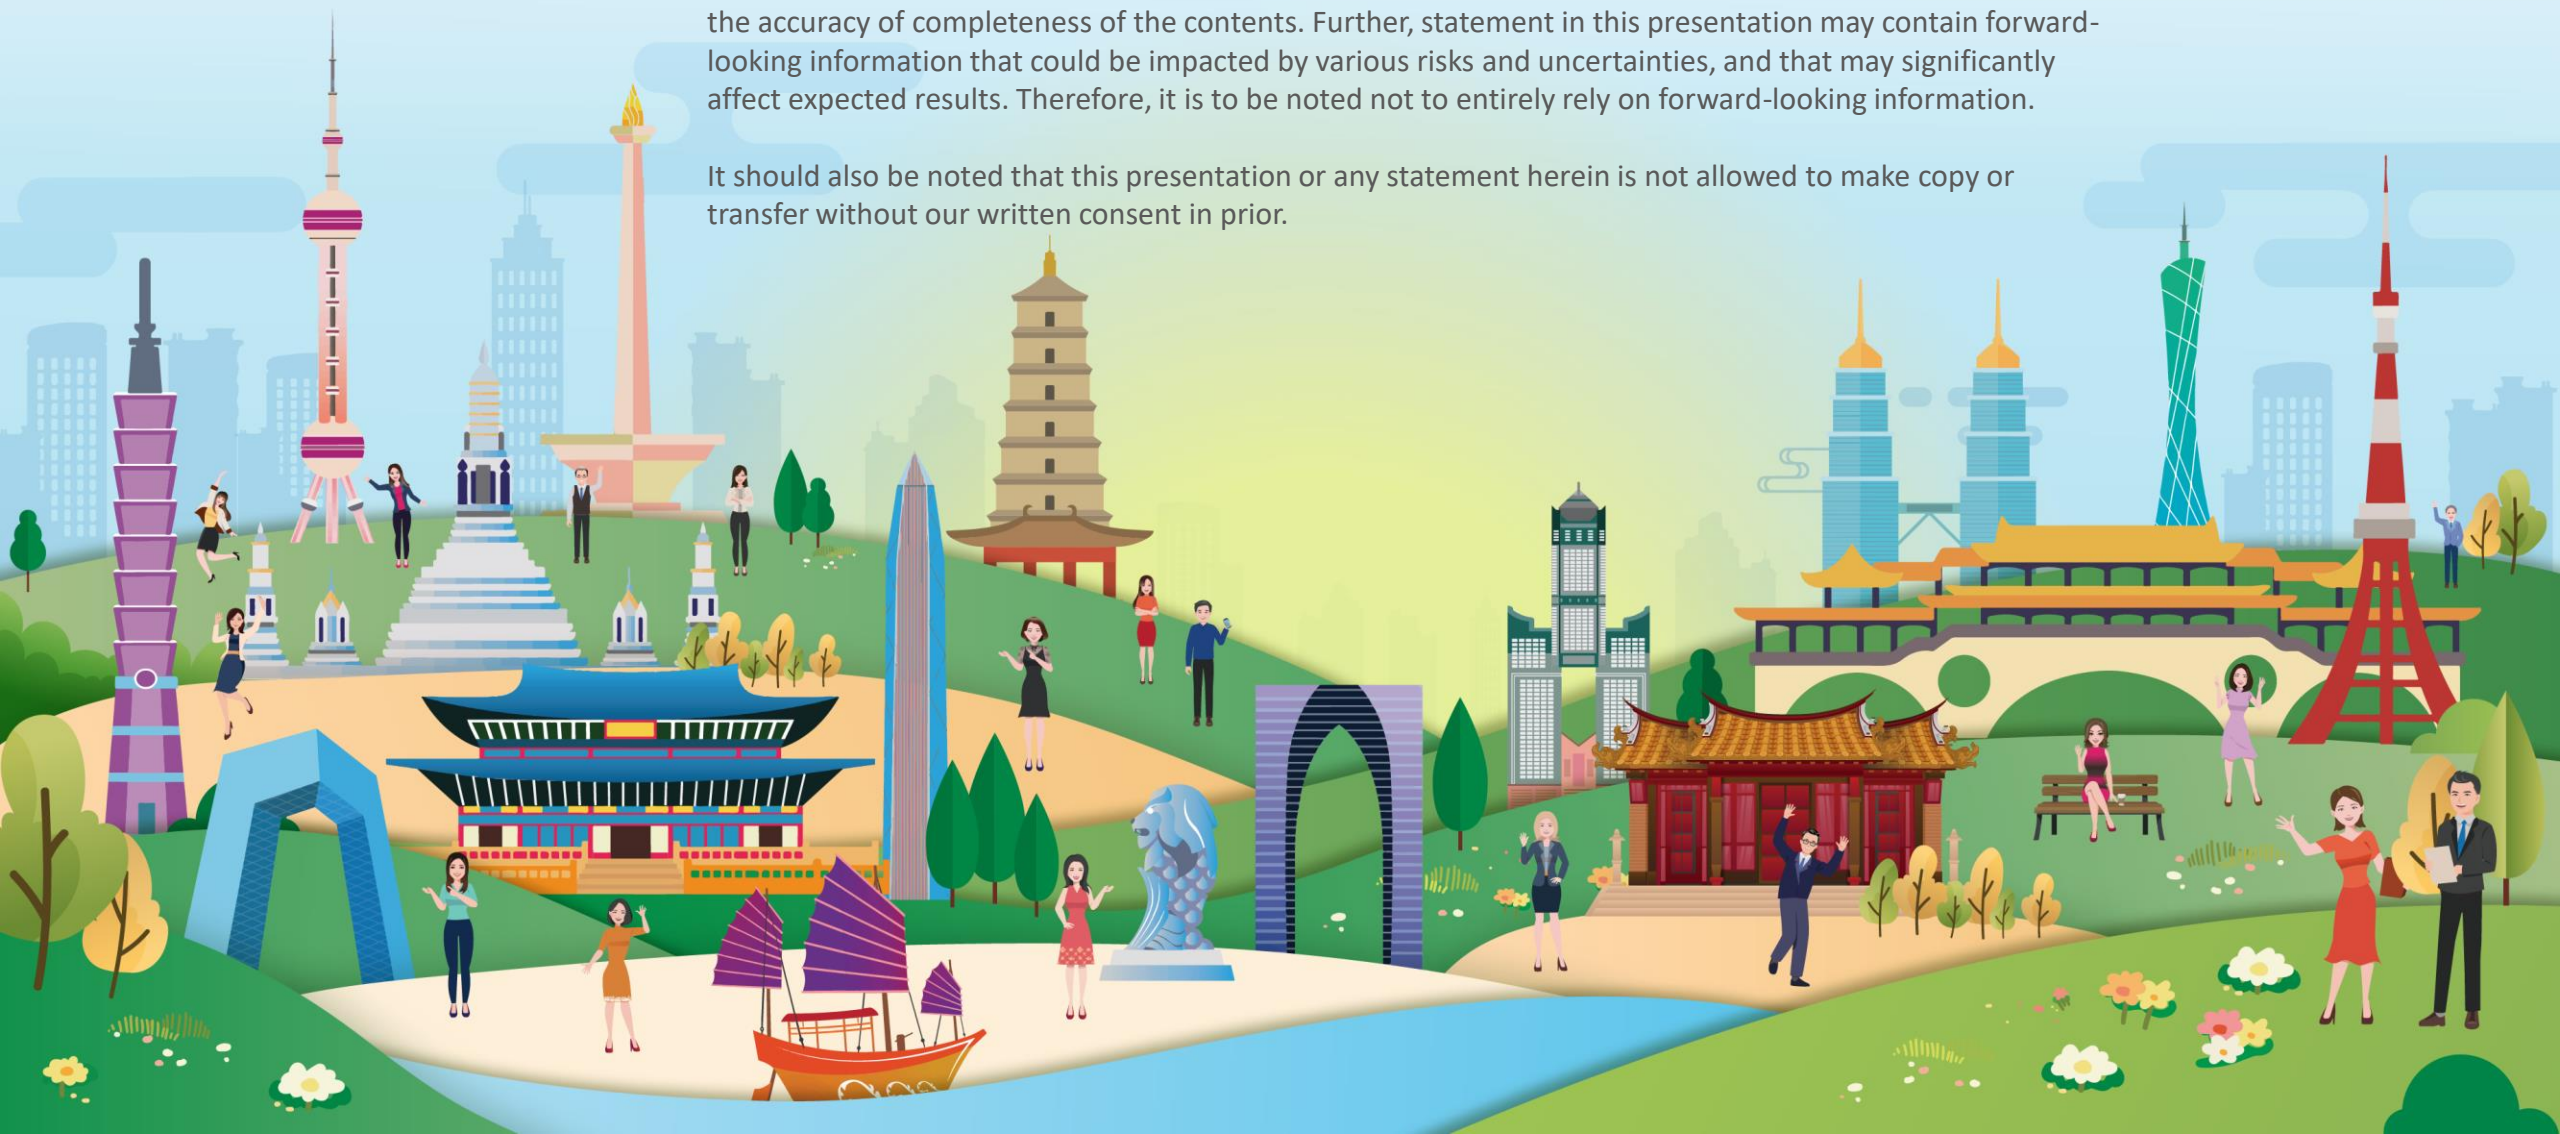 the accuracy of completeness of the contents. Further, statement in this presentation may contain forward-
looking information that could be impacted by various risks and uncertainties, and that may significantly
affect expected results. Therefore, it is to be noted not to entirely rely on forward-looking information.
It should also be noted that this presentation or any statement herein is not allowed to make copy or
transfer without our written consent in prior.